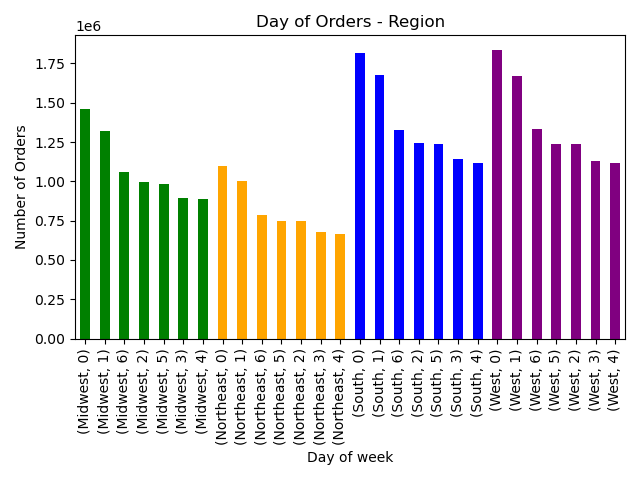 Day of Orders - Region
1e6
1.75
1.50
1.25
1.00
0.75
0.50
0.25
0.00
Number of Orders
(Midwest, 0)
(Midwest, 1)
(Midwest, 6)
(Midwest, 2)
(Midwest, 5)
(Midwest, 3)
(Midwest, 4)
(Northeast, 0)
(Northeast, 1)
(Northeast, 6)
(Northeast, 5)
(Northeast, 2)
(Northeast, 3)
(Northeast, 4)
(South, 0)
(South, 1)
(South, 6)
(South, 2)
(South, 5)
(South, 3)
(South, 4)
(West, 0)
(West, 1)
(West, 6)
(West, 5)
(West, 2)
(West, 3)
(West, 4)
Day of week